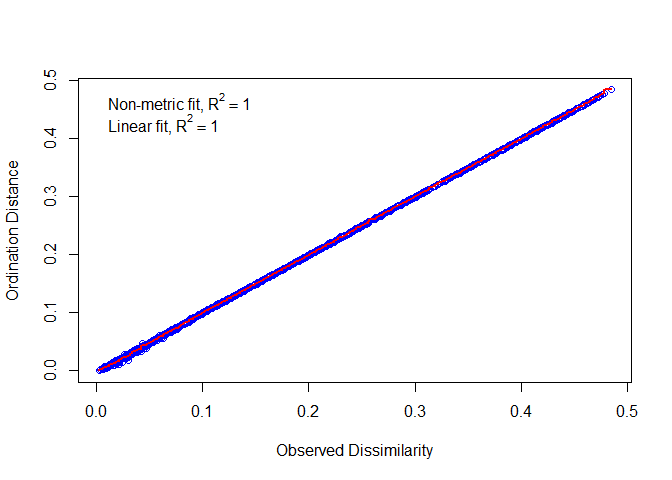 Non-metric fit, R² = 1
Linear fit, R² = 1
0.5
0.4
0.3
0.2
0.1
0.0
Ordination Distance
0.0 0.1 0.2 0.3 0.4 0.5
Observed Dissimilarity